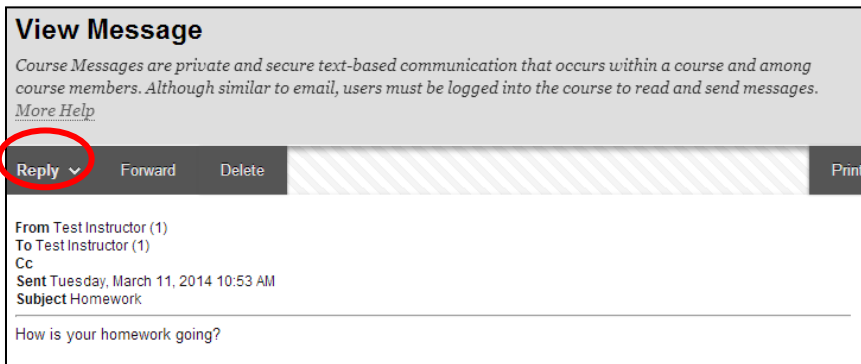 View Message
Course Messages are private and secure text-based communication that occurs within a course and among
course members. Although similar to email, users must be logged into the course to read and send messages.
More Help
Reply Forward Delete Print
From Test Instructor (1)
To Test Instructor (1)
Cc
Sent Tuesday, March 11, 2014 10:53 AM
Subject Homework
How is your homework going?